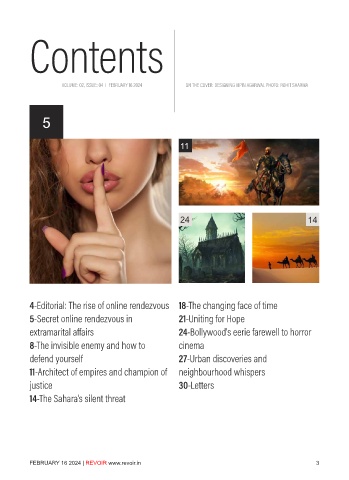 Contents
VOLUME: 02, ISSUE: 04 | FEBRUARY 16 2024
ON THE COVER: DESIGNING
5
11
24
14
4-Editorial: The rise of online rendezvous
5-Secret online rendezvous in
extramarital affairs
8-The invisible enemy and how to
defend yourself
11-Architect of empires and champion of
justice
14-The Sahara's silent threat
18-The changing face of time
21-Uniting for Hope
24-Bollywood's eerie farewell to horror
cinema
27-Urban discoveries and
neighbourhood whispers
30-Letters
FEBRUARY 16 2024 | REVOIR www.revoir.in
3